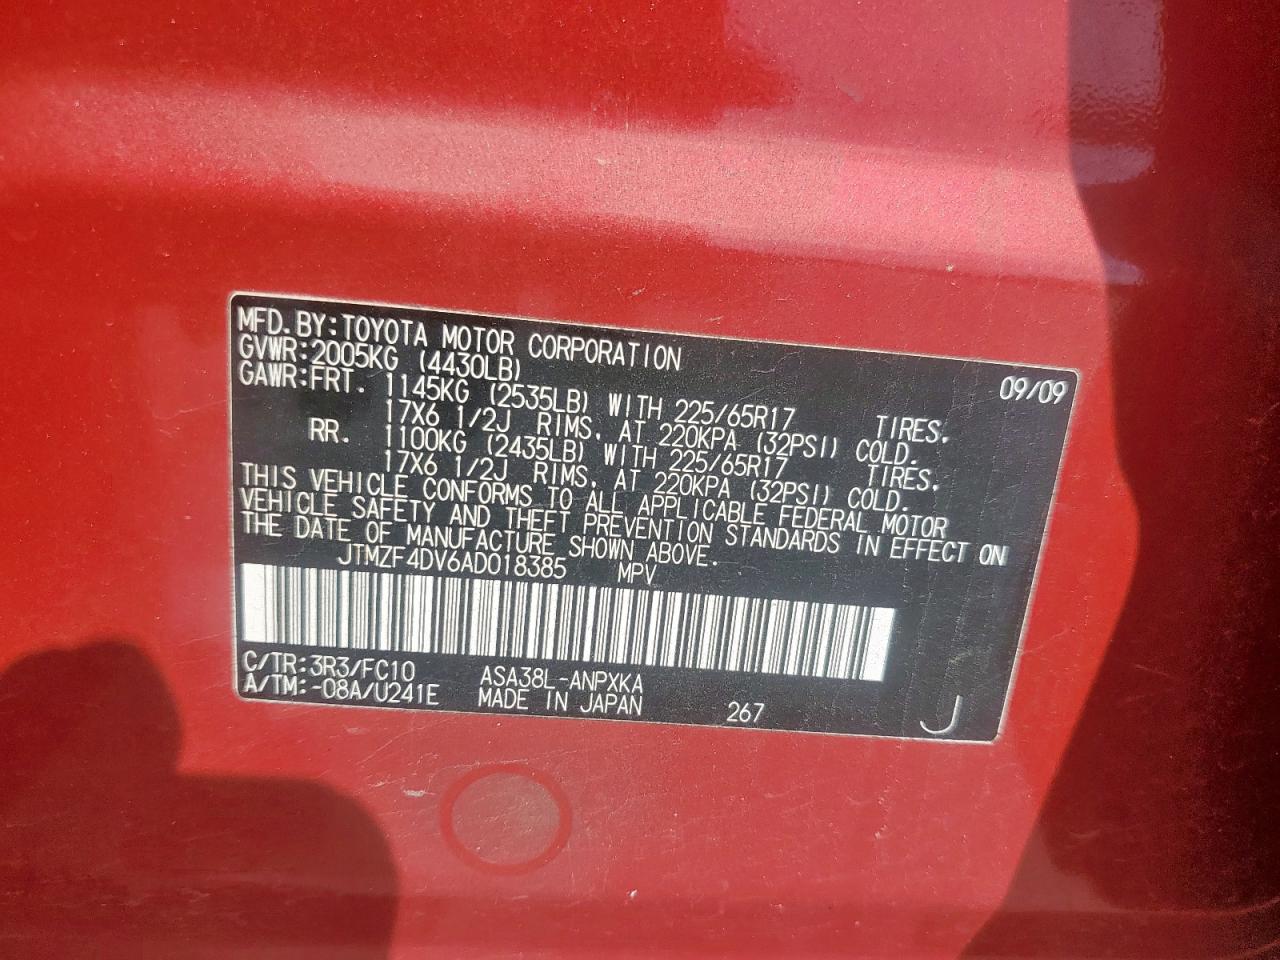 MFD.BY:TOYOTA MOTOR CORPORATION 09/09
GVWR:2005KG (4430LB)
GAWR:FRT. 1145KG (2535LB) WITH 225/65R17 TIRES,
17X6 1/2J RIMS, AT 220KPA (32PSI) COLD.
RR. 1100KG (2435LB) WITH 225/65R17 TIRES,
17X6 1/2J RIMS, AT 220KPA (32PSI) COLD.
THIS VEHICLE CONFORMS TO ALL APPLICABLE FEDERAL MOTOR
VEHICLE SAFETY AND THEFT PREVENTION STANDARDS IN EFFECT ON
THE DATE OF MANUFACTURE SHOWN ABOVE.
JTMZF4DV6AD018385 MPV
C/TR:3R3/FC10 ASA38L-ANPXKA
A/TM:-08A/U241E MADE IN JAPAN 267 J